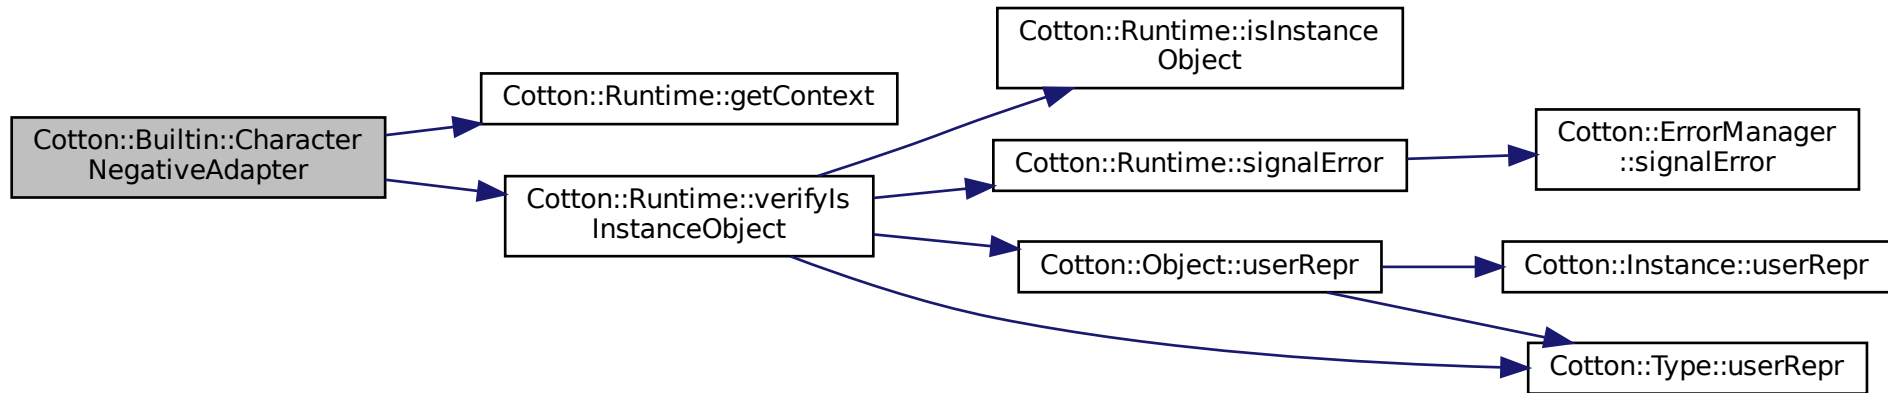 Cotton::Builtin::Character
NegativeAdapter
Cotton::Runtime::getContext
Cotton::Runtime::verifyIs
InstanceObject
Cotton::Runtime::isInstance
Object
Cotton::Runtime::signalError
Cotton::Object::userRepr
Cotton::ErrorManager
::signalError
Cotton::Instance::userRepr
Cotton::Type::userRepr